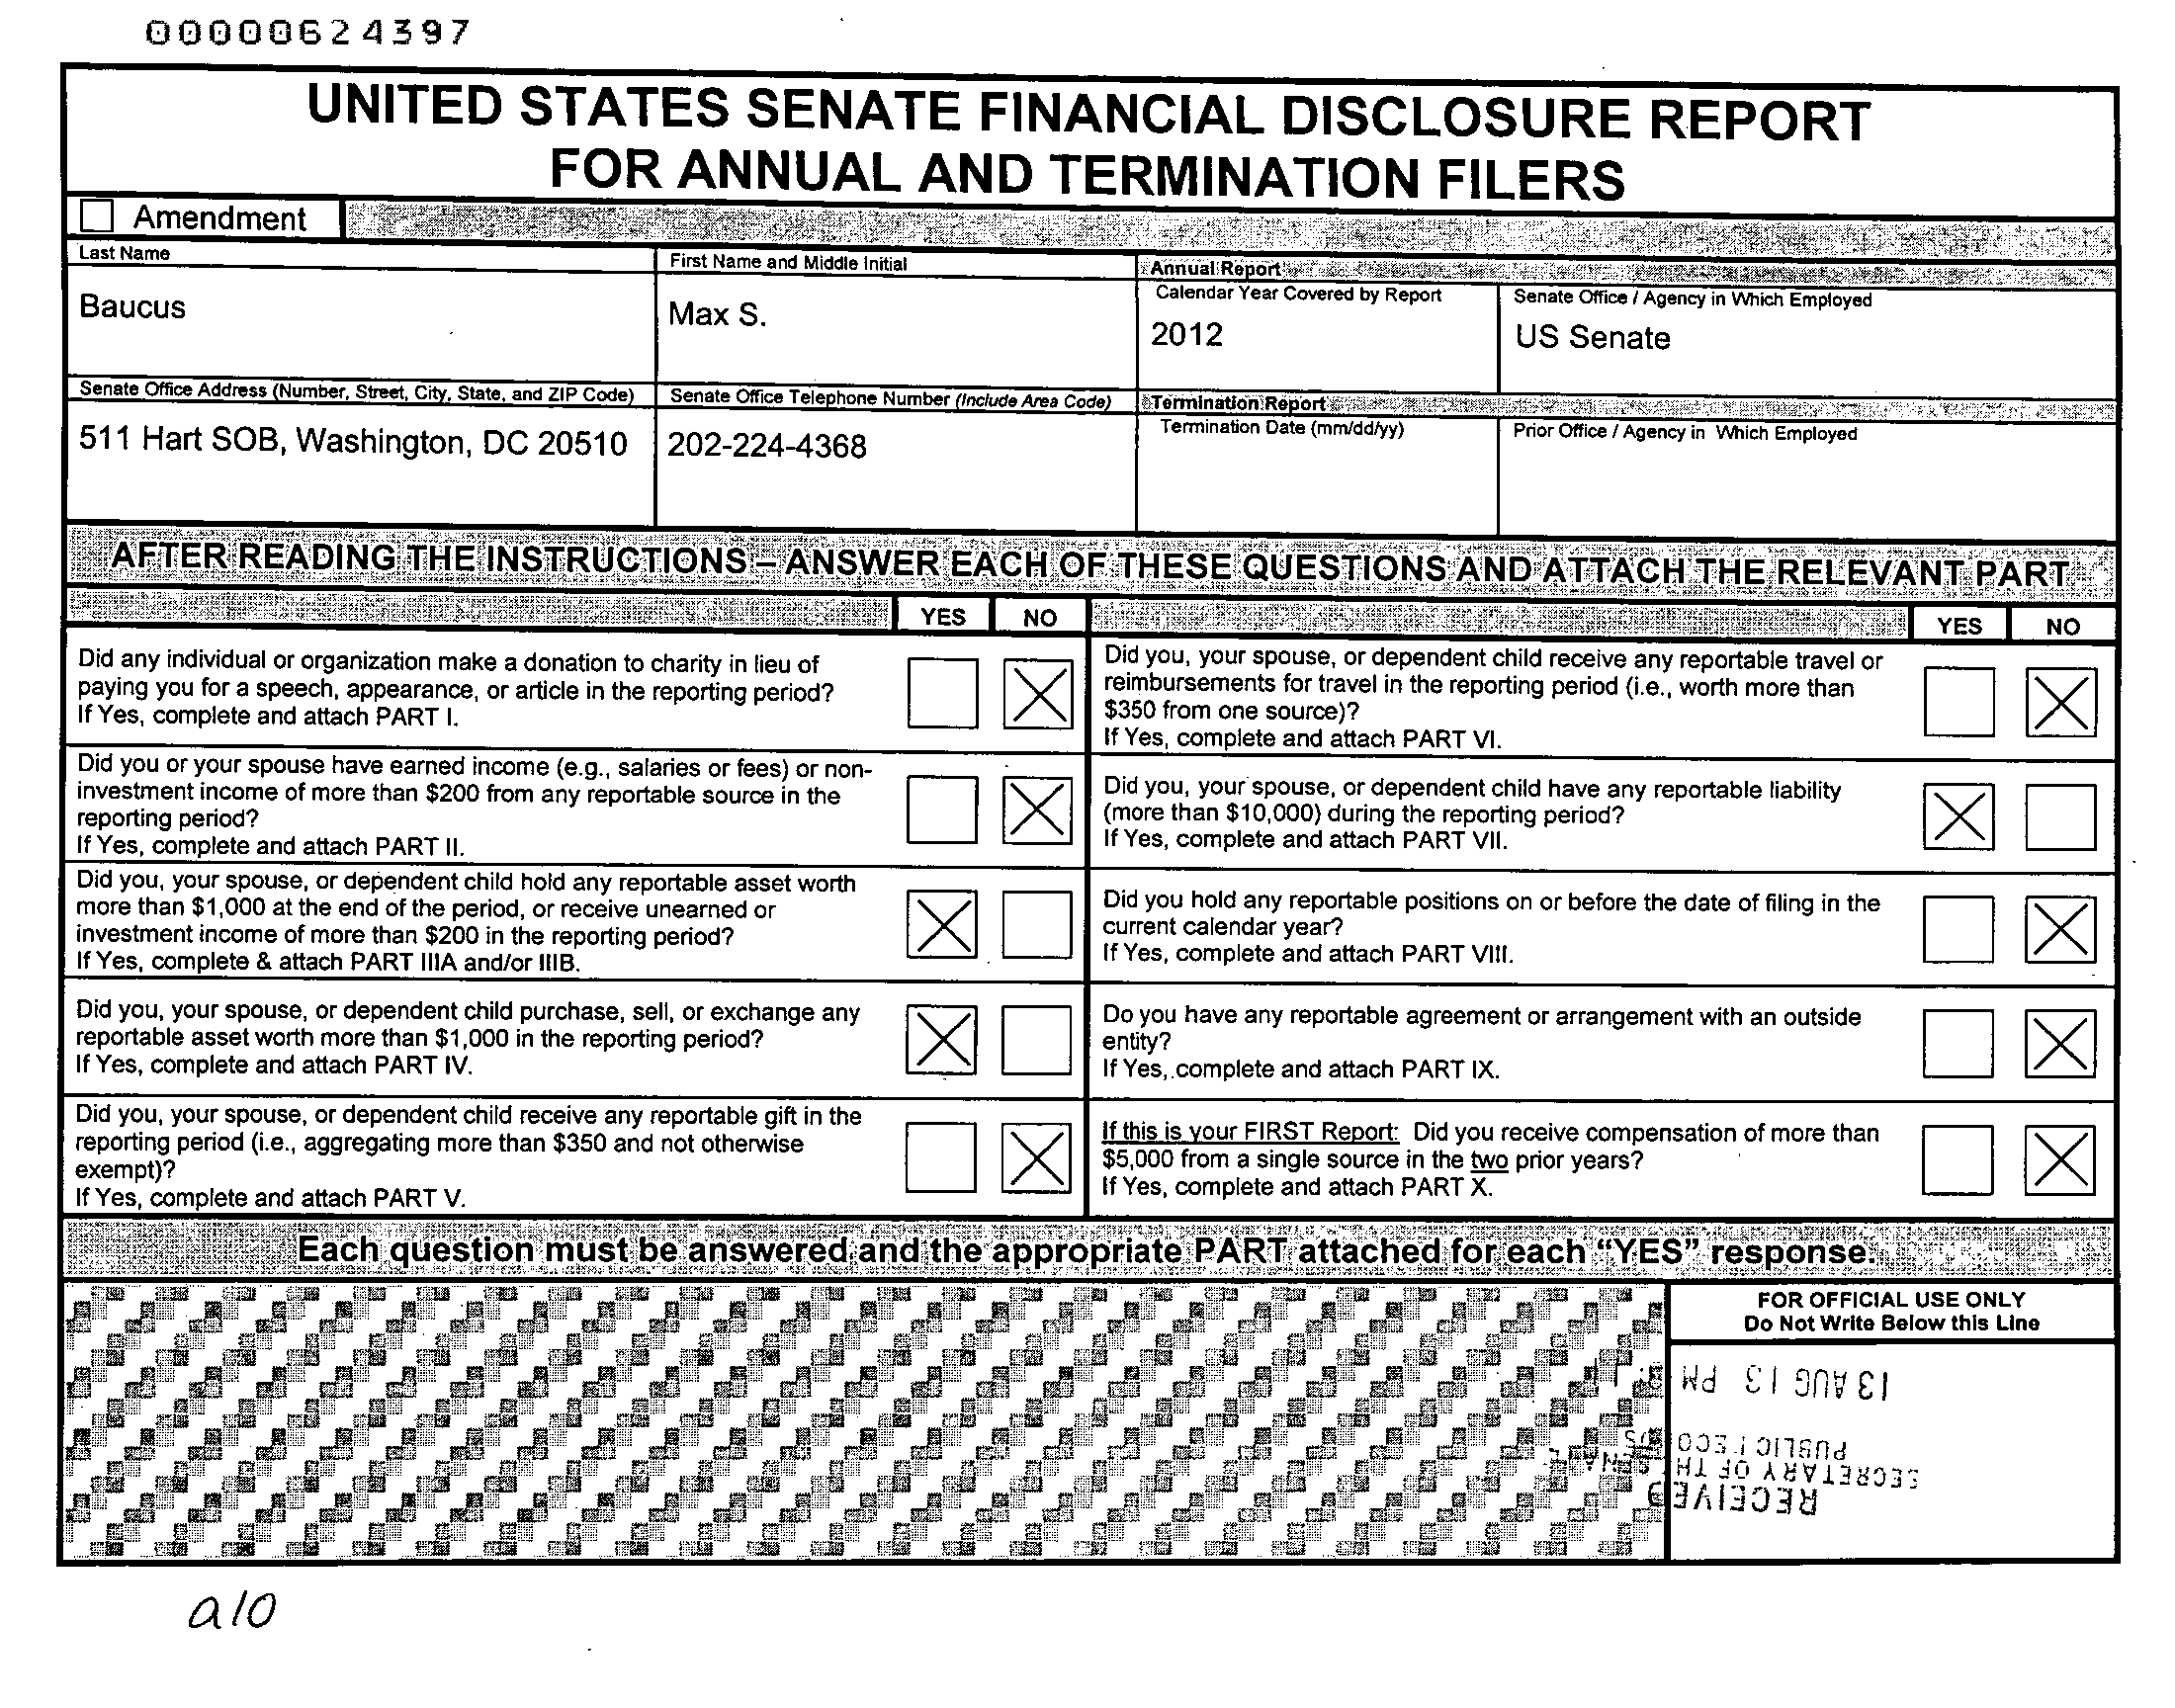 00000624397
UNITED STATES SENATE FINANCIAL DISCLOSURE REPORT
FOR ANNUAL AND TERMINATION FILERS
Amendment
Last Name
First Name and Middle Initial
Annual Report
Calendar Year Covered by Report
Senate Office / Agency in Which Employed
Baucus
Max S.
2012
US Senate
Senate Office Address (Number, Street, City, State, and ZIP Code)
Senate Office Telephone Number (Include Area Code)
Termination Report
Termination Date (mm/dd/yy)
Prior Office / Agency in Which Employed
511 Hart SOB, Washington, DC 20510
202-224-4368
AFTER READING THE INSTRUCTIONS – ANSWER EACH OF THESE QUESTIONS AND ATTACH THE RELEVANT PART
YES NO
YES NO
Did any individual or organization make a donation to charity in lieu of
paying you for a speech, appearance, or article in the reporting period?
If Yes, complete and attach PART I.
Did you, your spouse, or dependent child receive any reportable travel or
reimbursements for travel in the reporting period (i.e., worth more than
$350 from one source)?
If Yes, complete and attach PART VI.
Did you or your spouse have earned income (e.g., salaries or fees) or non-
investment income of more than $200 from any reportable source in the
reporting period?
If Yes, complete and attach PART II.
Did you, your spouse, or dependent child have any reportable liability
(more than $10,000) during the reporting period?
If Yes, complete and attach PART VII.
Did you, your spouse, or dependent child hold any reportable asset worth
more than $1,000 at the end of the period, or receive unearned or
investment income of more than $200 in the reporting period?
If Yes, complete & attach PART IIIA and/or IIIB.
Did you hold any reportable positions on or before the date of filing in the
current calendar year?
If Yes, complete and attach PART VIII.
Did you, your spouse, or dependent child purchase, sell, or exchange any
reportable asset worth more than $1,000 in the reporting period?
If Yes, complete and attach PART IV.
Do you have any reportable agreement or arrangement with an outside
entity?
If Yes, complete and attach PART IX.
Did you, your spouse, or dependent child receive any reportable gift in the
reporting period (i.e., aggregating more than $350 and not otherwise
exempt)?
If Yes, complete and attach PART V.
If this is your FIRST Report: Did you receive compensation of more than
$5,000 from a single source in the two prior years?
If Yes, complete and attach PART X.
Each question must be answered and the appropriate PART attached for each “YES” response.
FOR OFFICIAL USE ONLY
Do Not Write Below this Line
RECEIVED
SECRETARY OF
PUBLIC
13 AUG 13 PM
a10